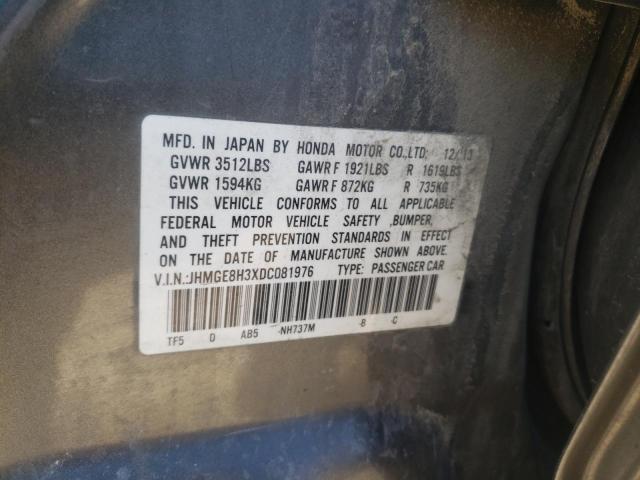 MFD. IN JAPAN BY HONDA MOTOR CO.,LTD. 12/13
GVWR 3512LBS GAWR F 1921LBS R 1619LBS
GVWR 1594KG GAWR F 872KG R 735KG
THIS VEHICLE CONFORMS TO ALL APPLICABLE
FEDERAL MOTOR VEHICLE SAFETY ,BUMPER,
AND THEFT PREVENTION STANDARDS IN EFFECT
ON THE DATE OF MANUFACTURE SHOWN ABOVE.
V.I.N.:JHMGE8H3XDC081976 TYPE: PASSENGER CAR
TF5 D AB5 -NH737M -B -C